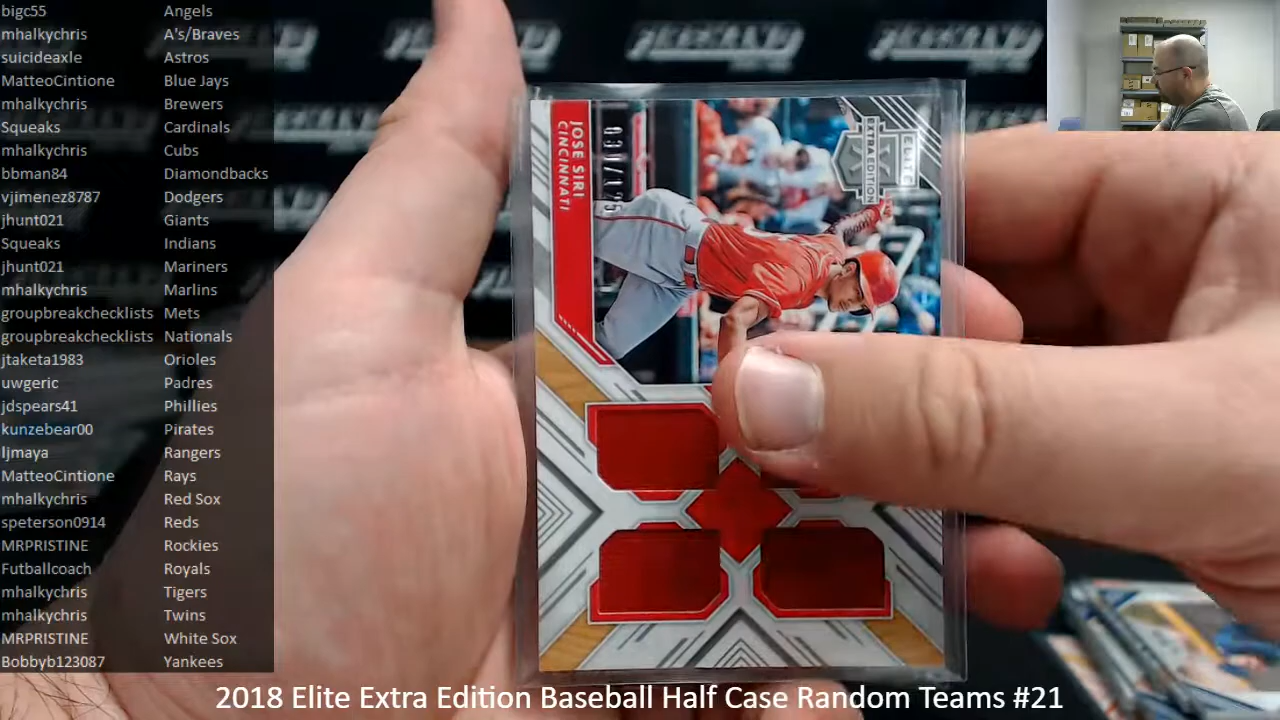 bigc55 Angels
mhalkychris A's/Braves
suicideaxle Astros
MatteoCintione Blue Jays
mhalkychris Brewers
Squeaks Cardinals
mhalkychris Cubs
bbman84 Diamondbacks
vjimenez8787 Dodgers
jhunt021 Giants
Squeaks Indians
jhunt021 Mariners
mhalkychris Marlins
groupbreakchecklists Mets
groupbreakchecklists Nationals
jtaketa1983 Orioles
uwgeric Padres
jdspears41 Phillies
kunzebear00 Pirates
ljmaya Rangers
MatteoCintione Rays
mhalkychris Red Sox
speterson0914 Reds
MRPRISTINE Rockies
Futballcoach Royals
mhalkychris Tigers
mhalkychris Twins
MRPRISTINE White Sox
Bobbyb123087 Yankees
JOSE SIRI
CINCINNATI
ELITE
EXTRA EDITION
2018 Elite Extra Edition Baseball Half Case Random Teams #21